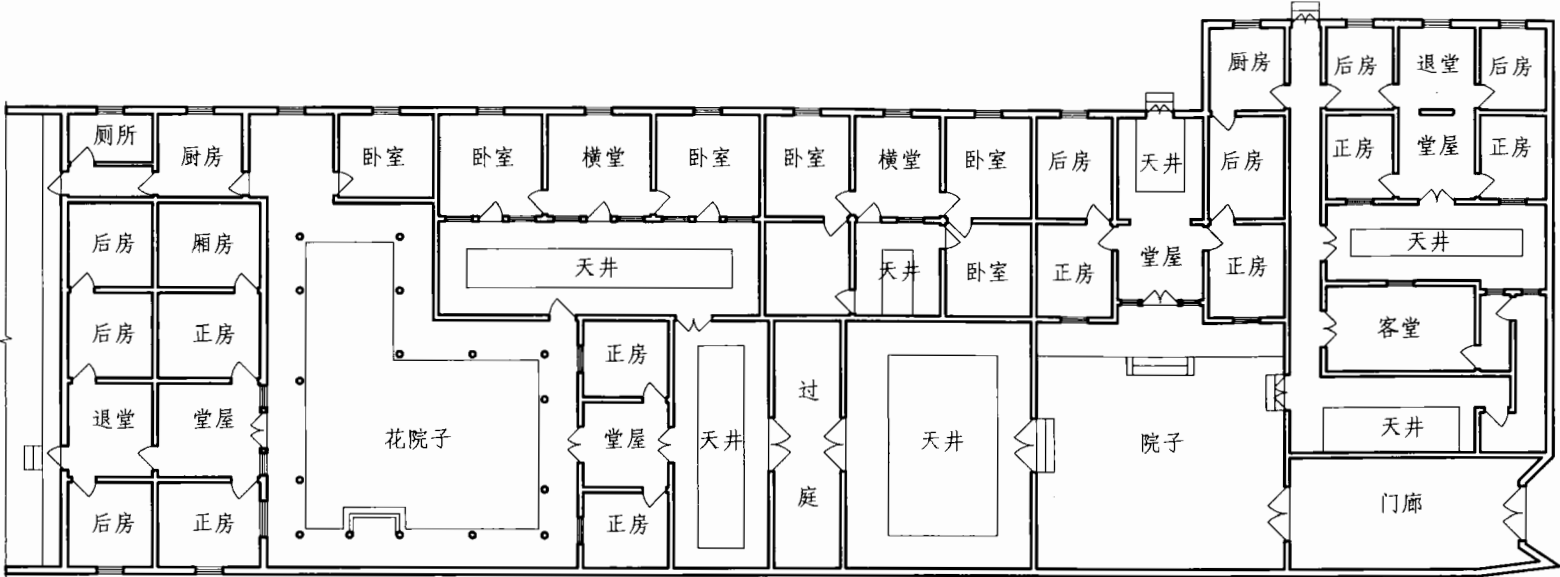 厨房
后房
退堂
后房
厕所
厨房
卧室
卧室
横堂
卧室
卧室
横堂
卧室
后房
天井
后房
正房
堂屋
正房
后房
厢房
天井
天井
卧室
正房
堂屋
正房
天井
后房
正房
正房
客堂
退堂
堂屋
花院子
堂屋
天井
过庭
天井
院子
天井
后房
正房
正房
门廊